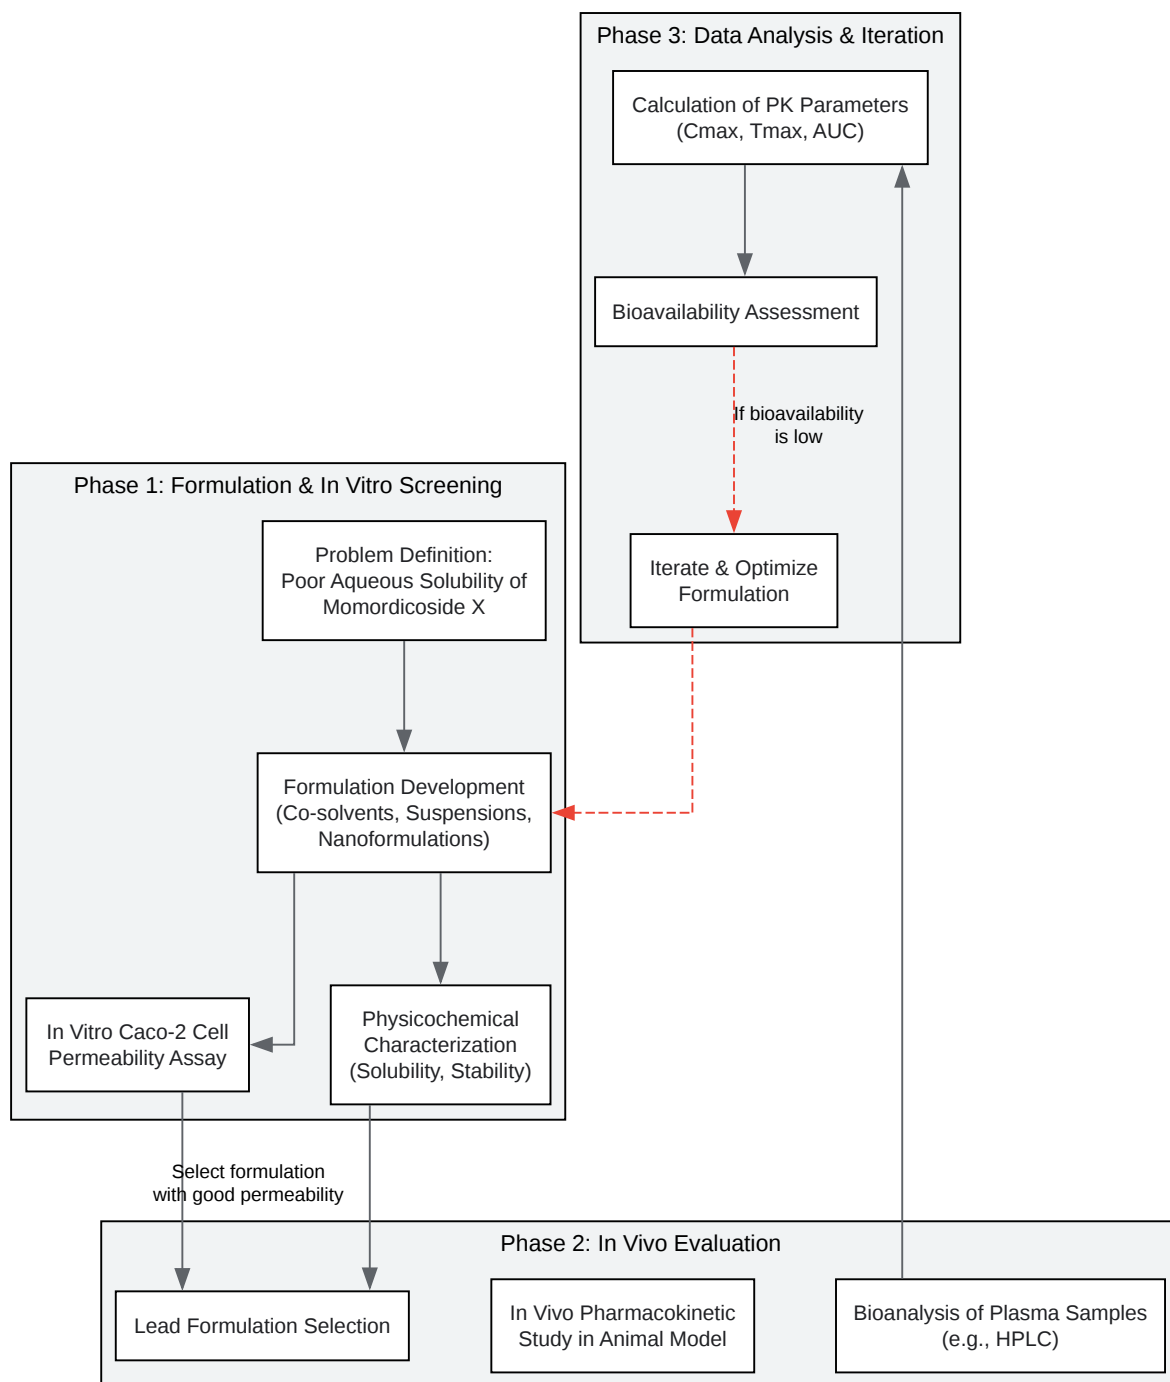 Phase 3: Data Analysis & Iteration
Calculation of PK Parameters
(Cmax, Tmax, AUC)
Bioavailability Assessment
If bioavailability
is low
Iterate & Optimize
Formulation
Phase 1: Formulation & In Vitro Screening
Problem Definition:
Poor Aqueous Solubility of
Momordicoside X
Formulation Development
(Co-solvents, Suspensions,
Nanoformulations)
In Vitro Caco-2 Cell
Permeability Assay
Physicochemical
Characterization
(Solubility, Stability)
Select formulation
with good permeability
Phase 2: In Vivo Evaluation
Lead Formulation Selection
In Vivo Pharmacokinetic
Study in Animal Model
Bioanalysis of Plasma Samples
(e.g., HPLC)